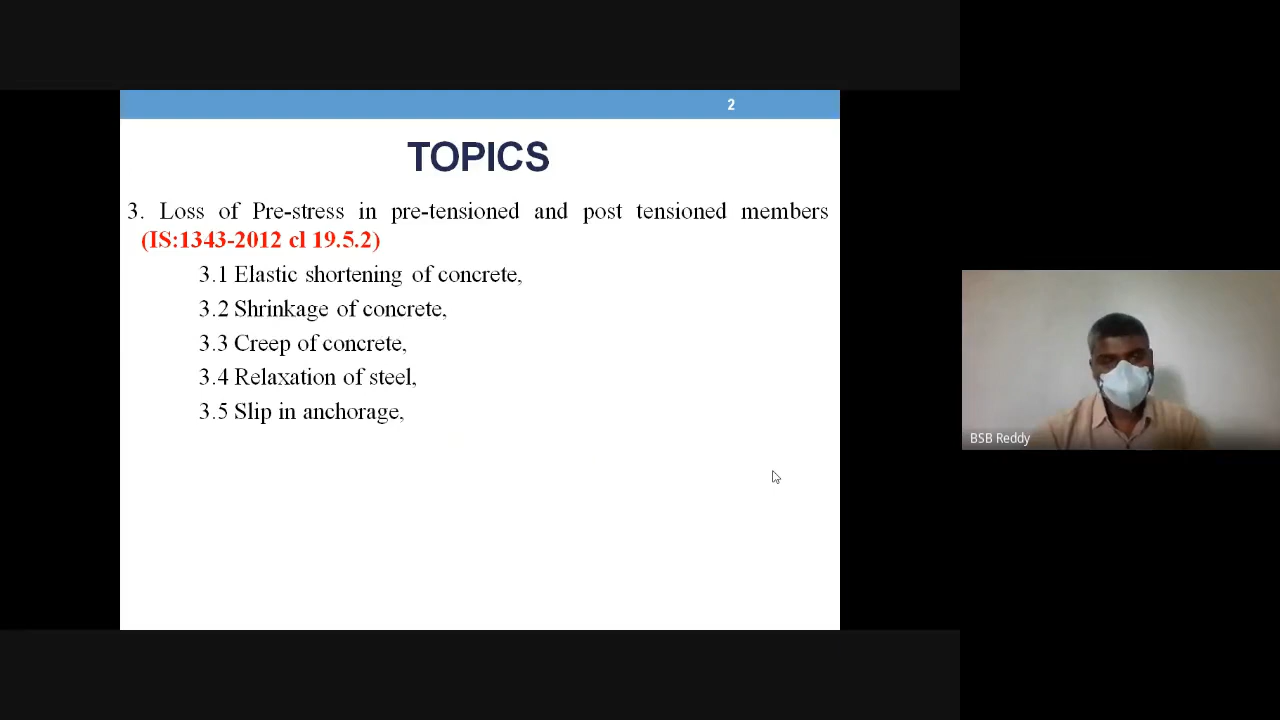 2
TOPICS
3. Loss of Pre-stress in pre-tensioned and post tensioned members
(IS:1343-2012 cl 19.5.2)
3.1 Elastic shortening of concrete,
3.2 Shrinkage of concrete,
3.3 Creep of concrete,
3.4 Relaxation of steel,
3.5 Slip in anchorage,
BSB Reddy